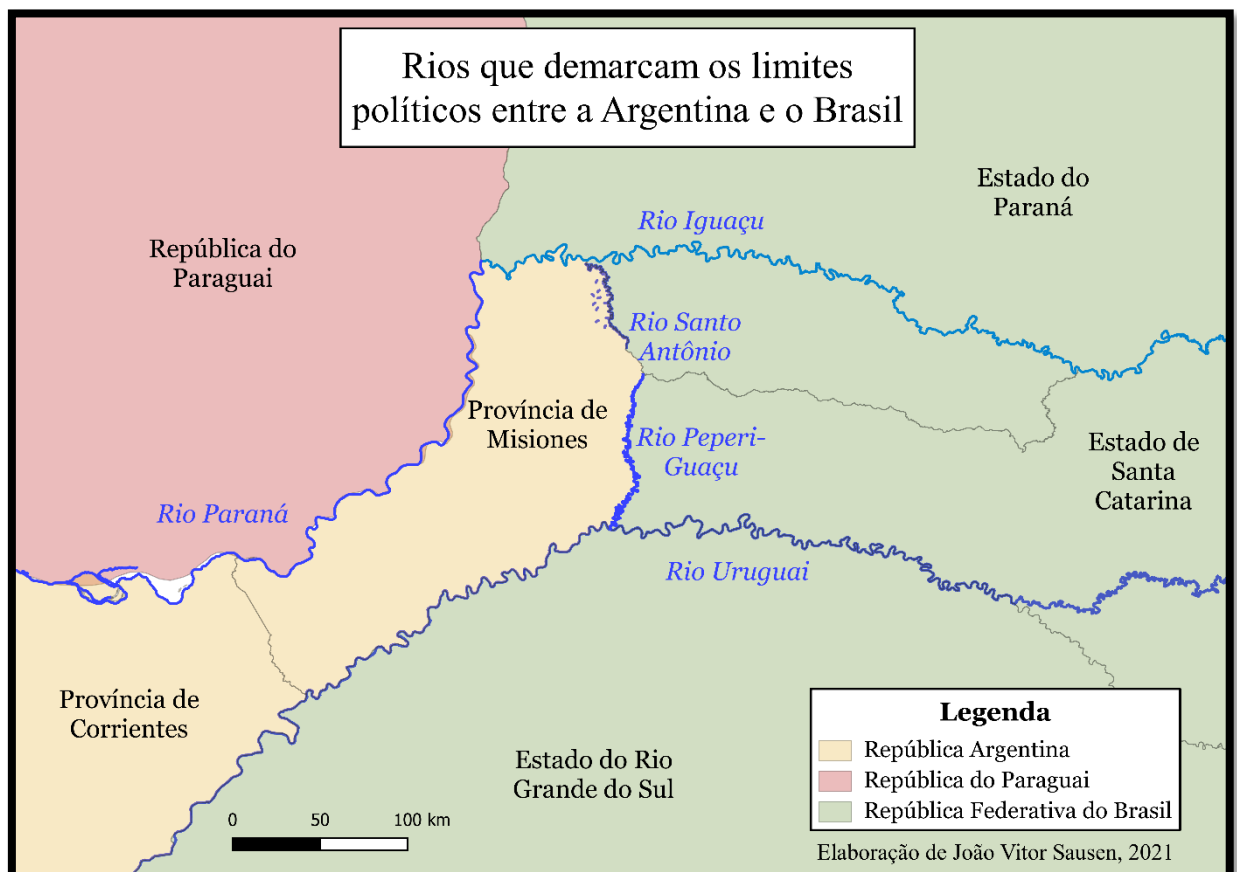 Rios que demarcam os limites
políticos entre a Argentina e o Brasil
Estado do
Paraná
Rio Iguaçu
República do
Paraguai
Rio Santo
Antônio
Província de
Misiones
Rio Peperi-
Guaçu
Estado de
Santa
Catarina
Rio Paraná
Rio Uruguai
Província de
Corrientes
Estado do Rio
Grande do Sul
0 50 100 km
Legenda
República Argentina
República do Paraguai
República Federativa do Brasil
Elaboração de João Vitor Sausen, 2021